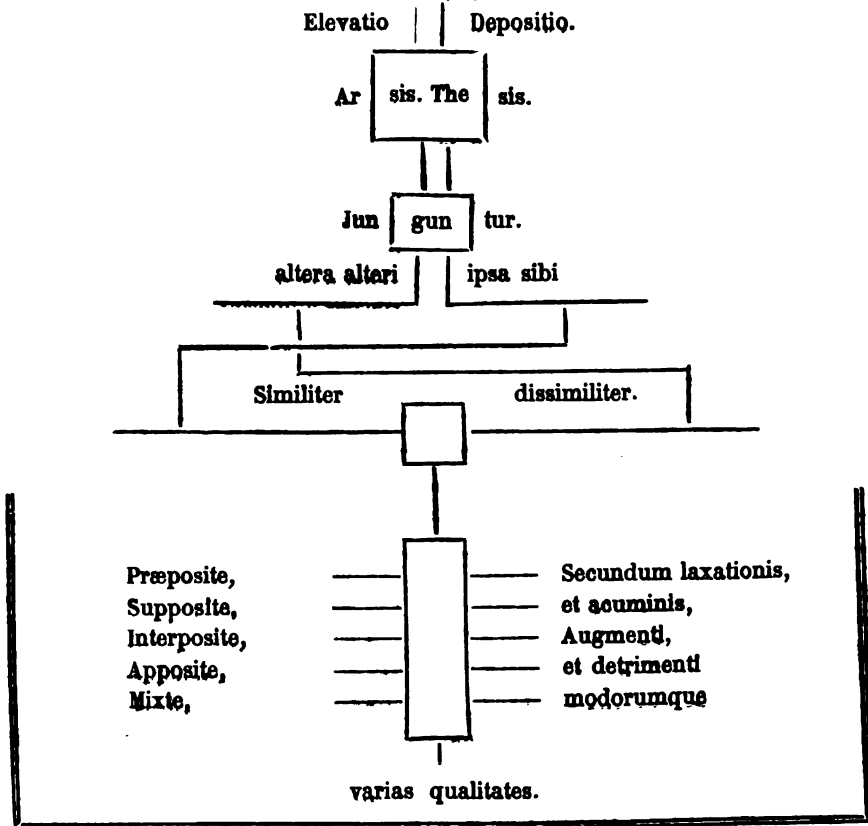 Elevatio Depositio.
Ar sis. The sis.
Jun gun tur.
altera alteri ipsa sibi
Similiter dissimiliter.
Præposite, Secundum laxationis,
Supposite, et acuminis,
Interposite, Augmenti,
Apposite, et detrimenti
Mixte, modorumque
varias qualitates.